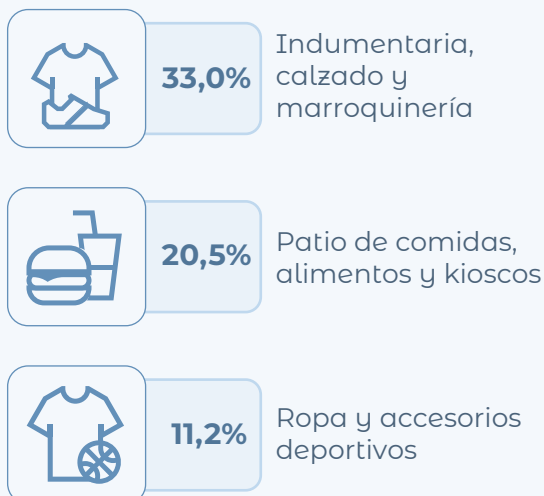 33,0%
Indumentaria,
calzado y
marroquinería
20,5%
Patio de comidas,
alimentos y kioscos
11,2%
Ropa y accesorios
deportivos